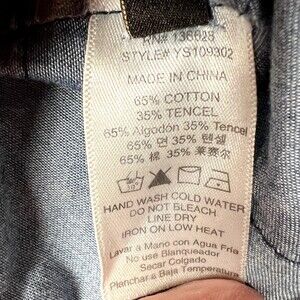 STYLE# YS109302
MADE IN CHINA
65% COTTON
35% TENCEL
65% Algodón 35% Tencel
65% 면 35% 텐셀
65% 棉 35% 莱赛尔
HAND WASH COLD WATER
DO NOT BLEACH
LINE DRY
IRON ON LOW HEAT
Lavar a Mano con Agua Fria
No use Blanqueador
Secar Colgado
Planchar a Baja Temperatura